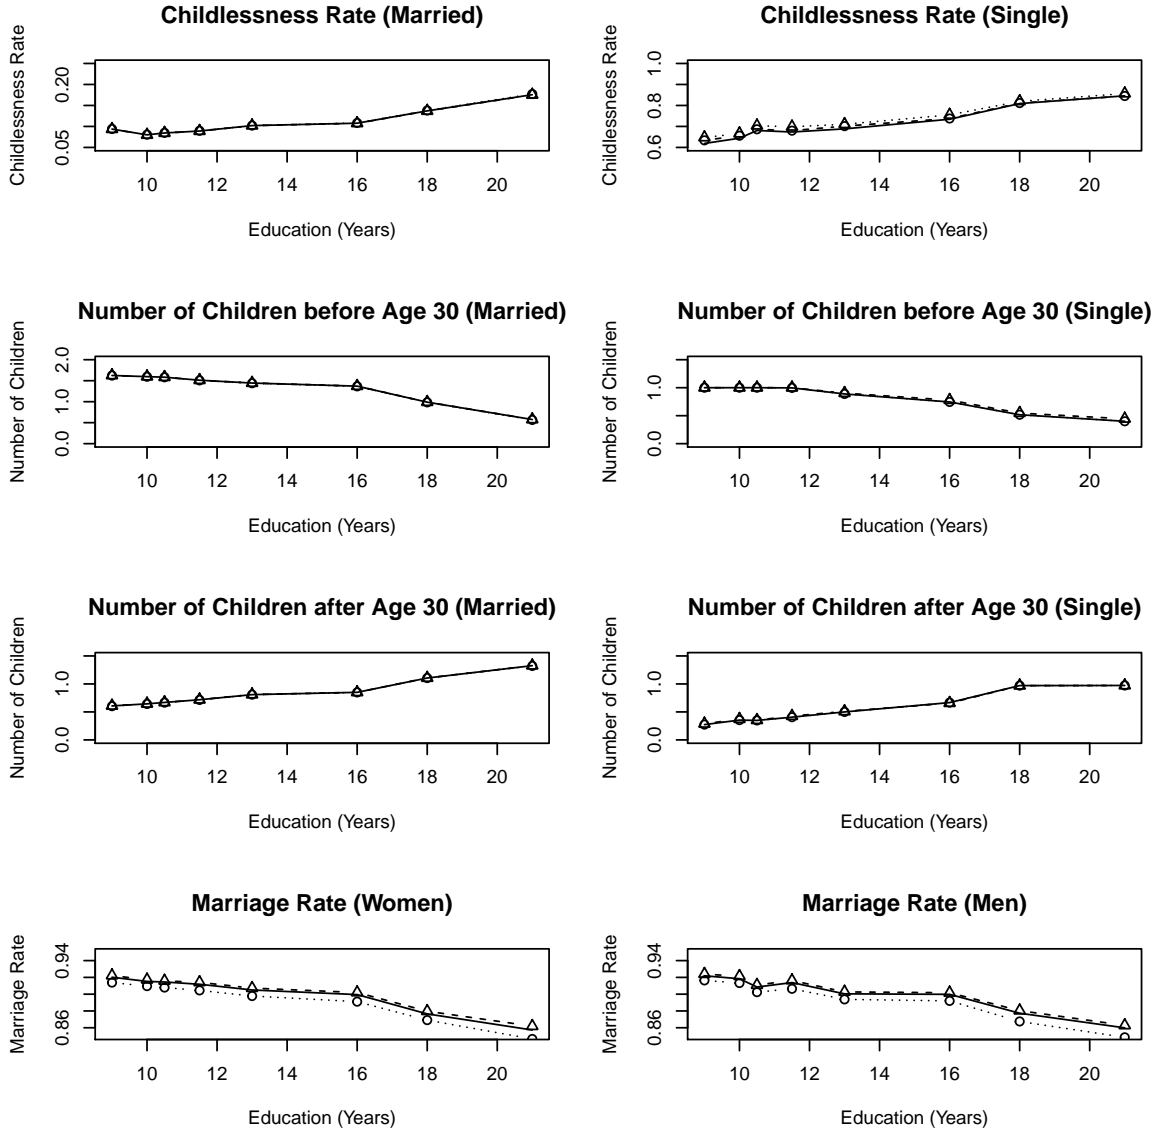 Childlessness Rate (Married)
Childlessness Rate
0.05 0.20
10 12 14 16 18 20
Education (Years)
Childlessness Rate (Single)
Childlessness Rate
0.6 0.8 1.0
10 12 14 16 18 20
Education (Years)
Number of Children before Age 30 (Married)
Number of Children
0.0 1.0 2.0
10 12 14 16 18 20
Education (Years)
Number of Children before Age 30 (Single)
Number of Children
0.0 1.0
10 12 14 16 18 20
Education (Years)
Number of Children after Age 30 (Married)
Number of Children
0.0 1.0
10 12 14 16 18 20
Education (Years)
Number of Children after Age 30 (Single)
Number of Children
0.0 1.0
10 12 14 16 18 20
Education (Years)
Marriage Rate (Women)
Marriage Rate
0.86 0.94
10 12 14 16 18 20
Education (Years)
Marriage Rate (Men)
Marriage Rate
0.86 0.94
10 12 14 16 18 20
Education (Years)